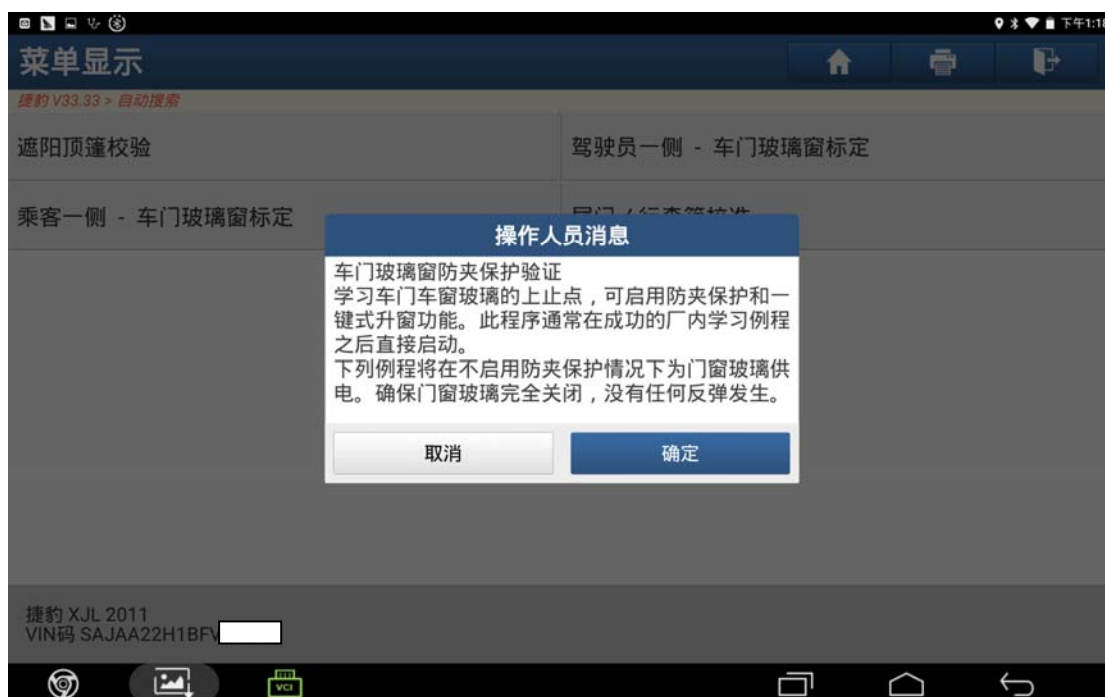 下午1:18
菜单显示
捷豹 V33.33 > 自动搜索
遮阳顶篷校验
驾驶员一侧 - 车门玻璃窗标定
乘客一侧 - 车门玻璃窗标定
操作人员消息
车门玻璃窗防夹保护验证
学习车门车窗玻璃的上止点，可启用防夹保护和一
键式升窗功能。此程序通常在成功的厂内学习例程
之后直接启动。
下列例程将在不启用防夹保护情况下为门窗玻璃供
电。确保门窗玻璃完全关闭，没有任何反弹发生。
取消
确定
捷豹 XJL 2011
VIN码 SAJAA22H1BFV
VCI